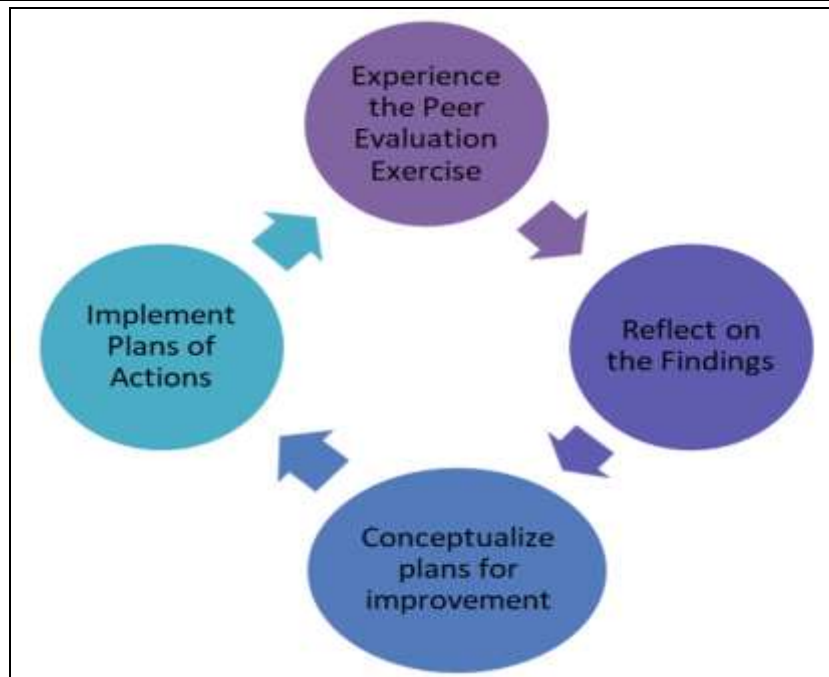 Experience
the Peer
Evaluation
Exercise
Reflect on
the Findings
Conceptualize
plans for
improvement
Implement
Plans of
Actions